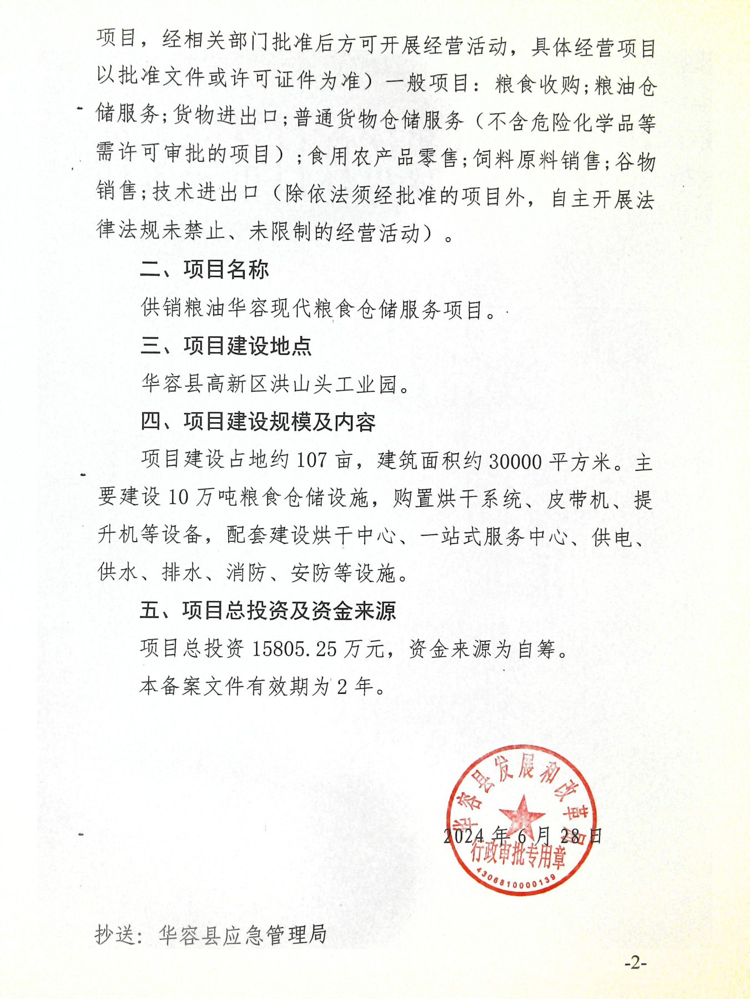 项目，经相关部门批准后方可开展经营活动，具体经营项目
以批准文件或许可证件为准）一般项目：粮食收购;粮油仓
储服务;货物进出口;普通货物仓储服务（不含危险化学品等
需许可审批的项目）;食用农产品零售;饲料原料销售;谷物
销售;技术进出口（除依法须经批准的项目外，自主开展法
律法规未禁止、未限制的经营活动）。
二、项目名称
供销粮油华容现代粮食仓储服务项目。
三、项目建设地点
华容县高新区洪山头工业园。
四、项目建设规模及内容
项目建设占地约 107 亩，建筑面积约 30000 平方米。主
要建设 10 万吨粮食仓储设施，购置烘干系统、皮带机、提
升机等设备，配套建设烘干中心、一站式服务中心、供电、
供水、排水、消防、安防等设施。
五、项目总投资及资金来源
项目总投资 15805.25 万元，资金来源为自筹。
本备案文件有效期为 2 年。
华容县发展和改革局
2024 年 6 月 28 日
行政审批专用章
4306810000139
抄送：华容县应急管理局
-2-